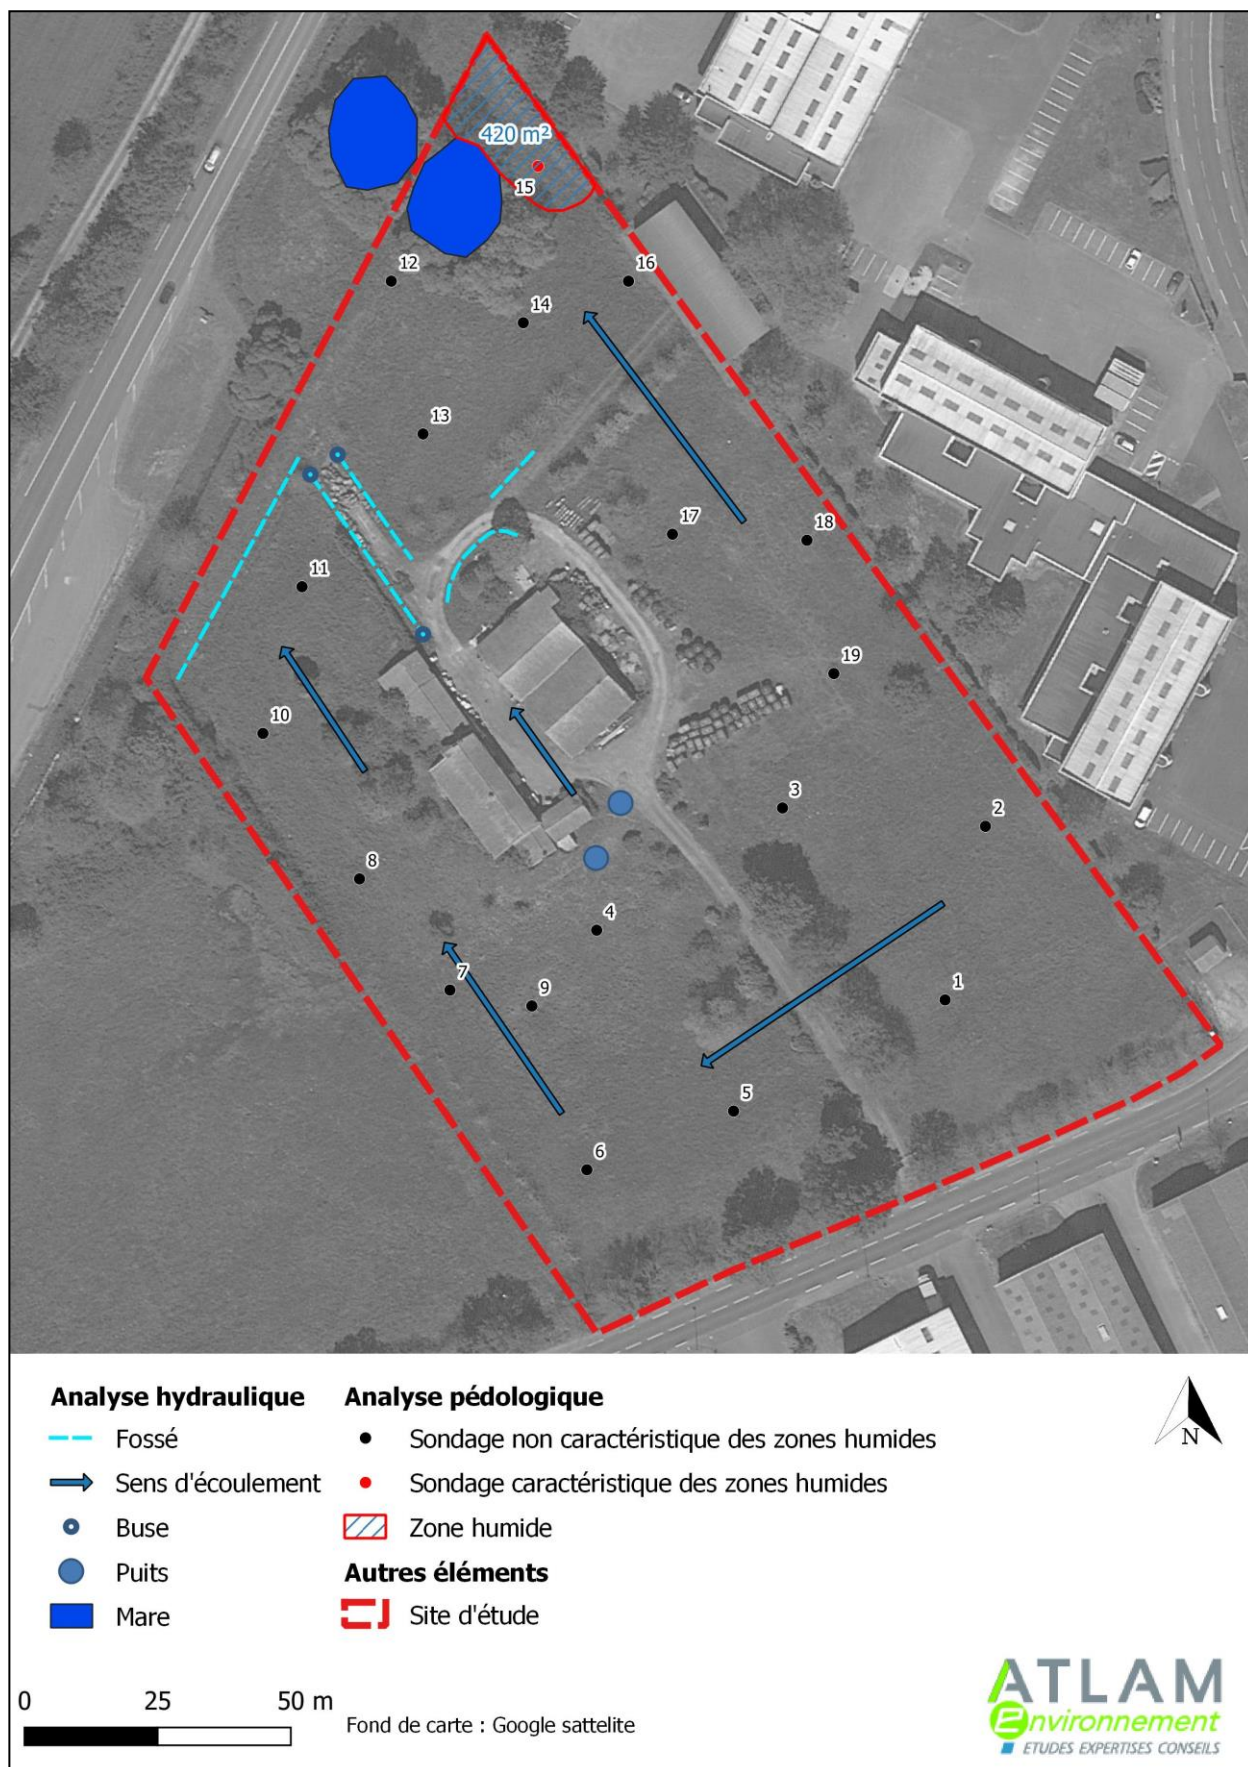 420 m²
15
12
16
14
13
17
18
11
19
10
3
2
8
4
7
9
1
5
6
Analyse hydraulique
Fossé
Sens d'écoulement
Buse
Puits
Mare
Analyse pédologique
Sondage non caractéristique des zones humides
Sondage caractéristique des zones humides
Zone humide
Autres éléments
Site d'étude
N
0 25 50 m
Fond de carte : Google sattelite
ATLAM
Environnement
ETUDES EXPERTISES CONSEILS